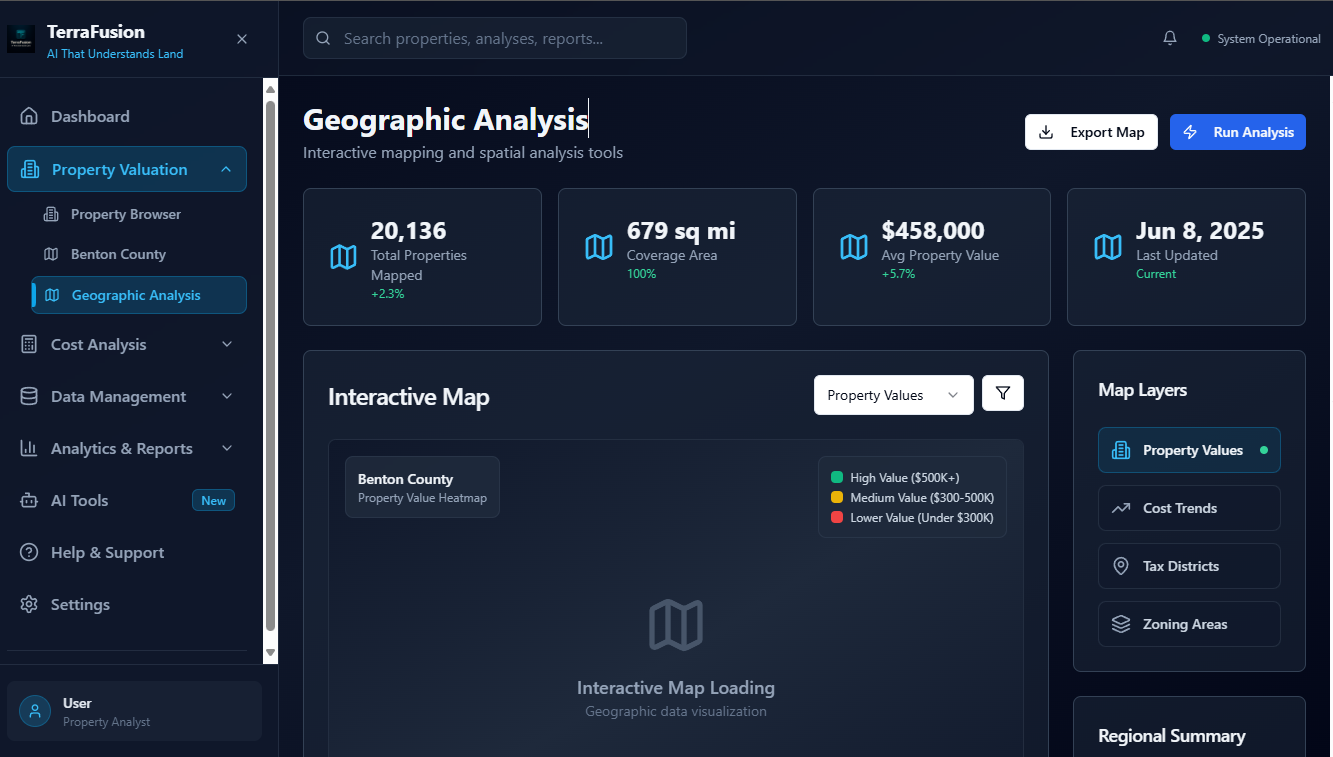 TerraFusion
AI That Understands Land
Search properties, analyses, reports...
System Operational
Dashboard
Property Valuation
Property Browser
Benton County
Geographic Analysis
Cost Analysis
Data Management
Analytics & Reports
AI Tools
New
Help & Support
Settings
User
Property Analyst
Geographic Analysis
Interactive mapping and spatial analysis tools
Export Map
Run Analysis
20,136
Total Properties
Mapped
+2.3%
679 sq mi
Coverage Area
100%
$458,000
Avg Property Value
+5.7%
Jun 8, 2025
Last Updated
Current
Interactive Map
Property Values
Benton County
Property Value Heatmap
High Value ($500K+)
Medium Value ($300-500K)
Lower Value (Under $300K)
Interactive Map Loading
Geographic data visualization
Map Layers
Property Values
Cost Trends
Tax Districts
Zoning Areas
Regional Summary